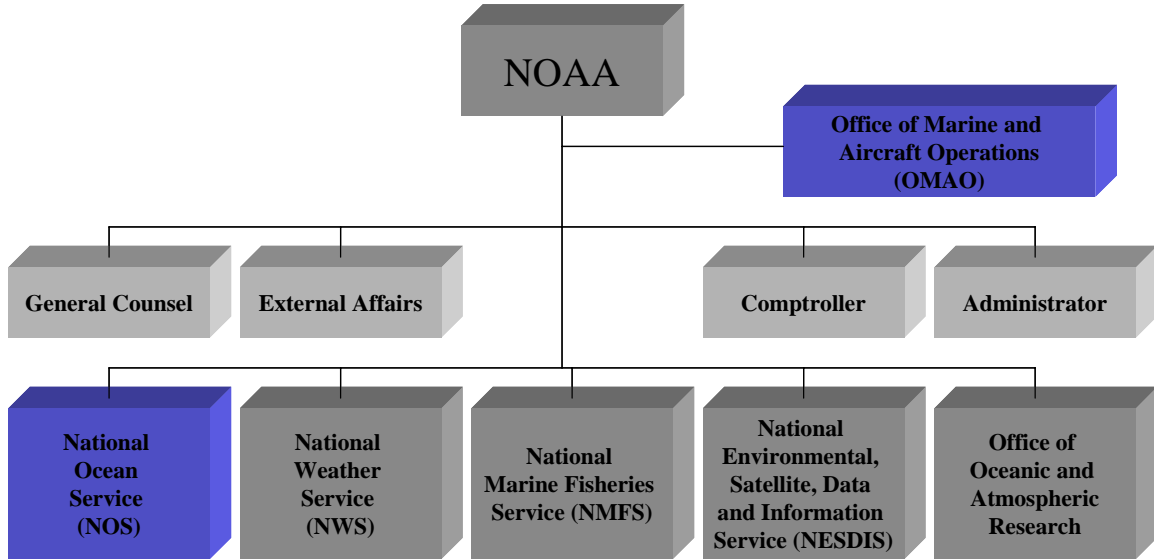 NOAA
Office of Marine and
Aircraft Operations
(OMAO)
General Counsel
External Affairs
Comptroller
Administrator
National
Ocean
Service
(NOS)
National
Weather
Service
(NWS)
National
Marine Fisheries
Service (NMFS)
National
Environmental,
Satellite, Data
and Information
Service (NESDIS)
Office of
Oceanic and
Atmospheric
Research